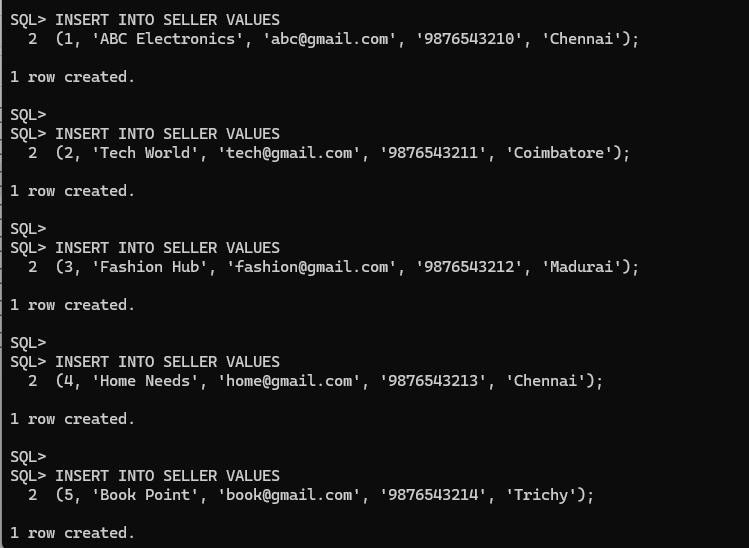 SQL> INSERT INTO SELLER VALUES
  2  (1, 'ABC Electronics', 'abc@gmail.com', '9876543210', 'Chennai');
1 row created.
SQL>
SQL> INSERT INTO SELLER VALUES
  2  (2, 'Tech World', 'tech@gmail.com', '9876543211', 'Coimbatore');
1 row created.
SQL>
SQL> INSERT INTO SELLER VALUES
  2  (3, 'Fashion Hub', 'fashion@gmail.com', '9876543212', 'Madurai');
1 row created.
SQL>
SQL> INSERT INTO SELLER VALUES
  2  (4, 'Home Needs', 'home@gmail.com', '9876543213', 'Chennai');
1 row created.
SQL>
SQL> INSERT INTO SELLER VALUES
  2  (5, 'Book Point', 'book@gmail.com', '9876543214', 'Trichy');
1 row created.